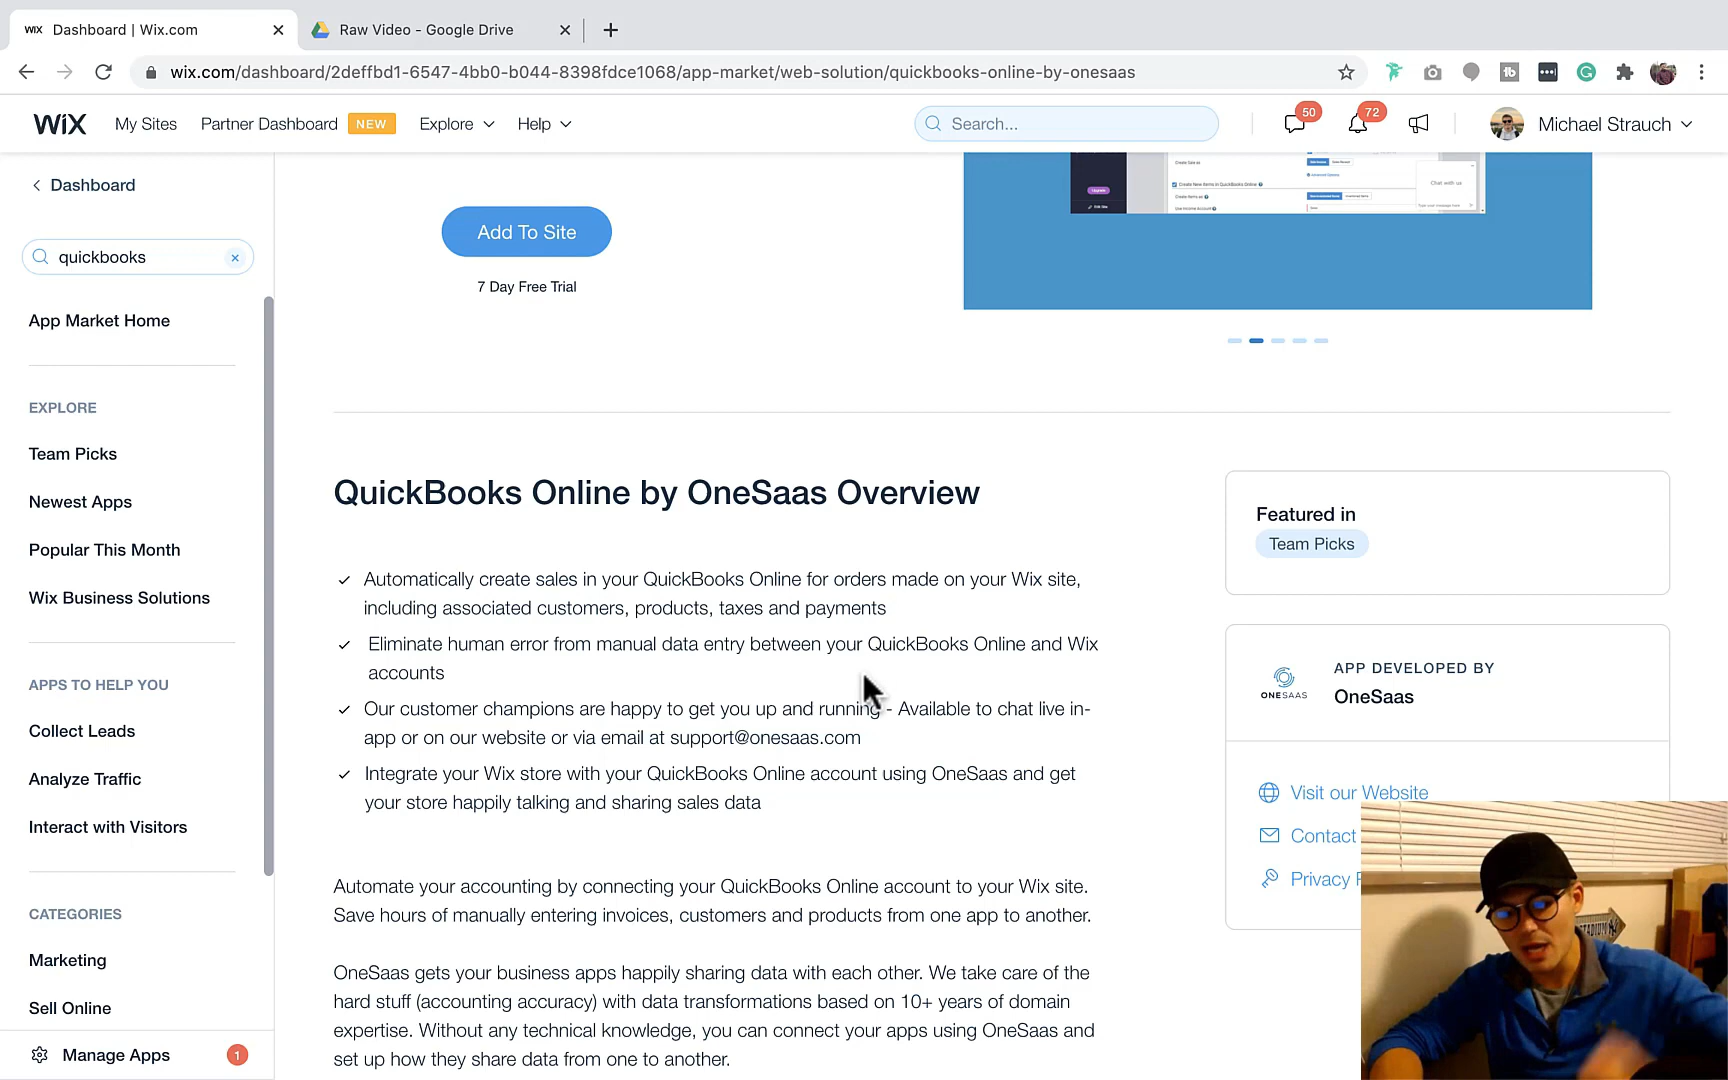 WIX Dashboard | Wix.com
Raw Video - Google Drive
wix.com/dashboard/2deffbd1-6547-4bb0-b044-8398fdce1068/app-market/web-solution/quickbooks-online-by-onesaas
WIX My Sites Partner Dashboard NEW Explore Help Search... 50 72 Michael Strauch
Dashboard
quickbooks
App Market Home
EXPLORE
Team Picks
Newest Apps
Popular This Month
Wix Business Solutions
APPS TO HELP YOU
Collect Leads
Analyze Traffic
Interact with Visitors
CATEGORIES
Marketing
Sell Online
Manage Apps 1
Add To Site
7 Day Free Trial
Create New Items in QuickBooks Online
Chat with us
QuickBooks Online by OneSaas Overview
Automatically create sales in your QuickBooks Online for orders made on your Wix site,
including associated customers, products, taxes and payments
Eliminate human error from manual data entry between your QuickBooks Online and Wix
accounts
Our customer champions are happy to get you up and running - Available to chat live in-
app or on our website or via email at support@onesaas.com
Integrate your Wix store with your QuickBooks Online account using OneSaas and get
your store happily talking and sharing sales data
Automate your accounting by connecting your QuickBooks Online account to your Wix site.
Save hours of manually entering invoices, customers and products from one app to another.
OneSaas gets your business apps happily sharing data with each other. We take care of the
hard stuff (accounting accuracy) with data transformations based on 10+ years of domain
expertise. Without any technical knowledge, you can connect your apps using OneSaas and
set up how they share data from one to another.
Featured in
Team Picks
ONESAAS
APP DEVELOPED BY
OneSaas
Visit our Website
Contact
Privacy